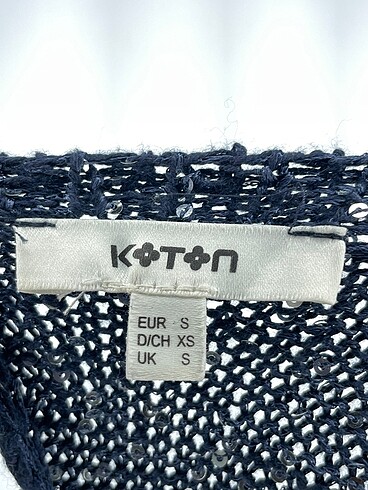 KOTON
EUR S
D/CH XS
UK S